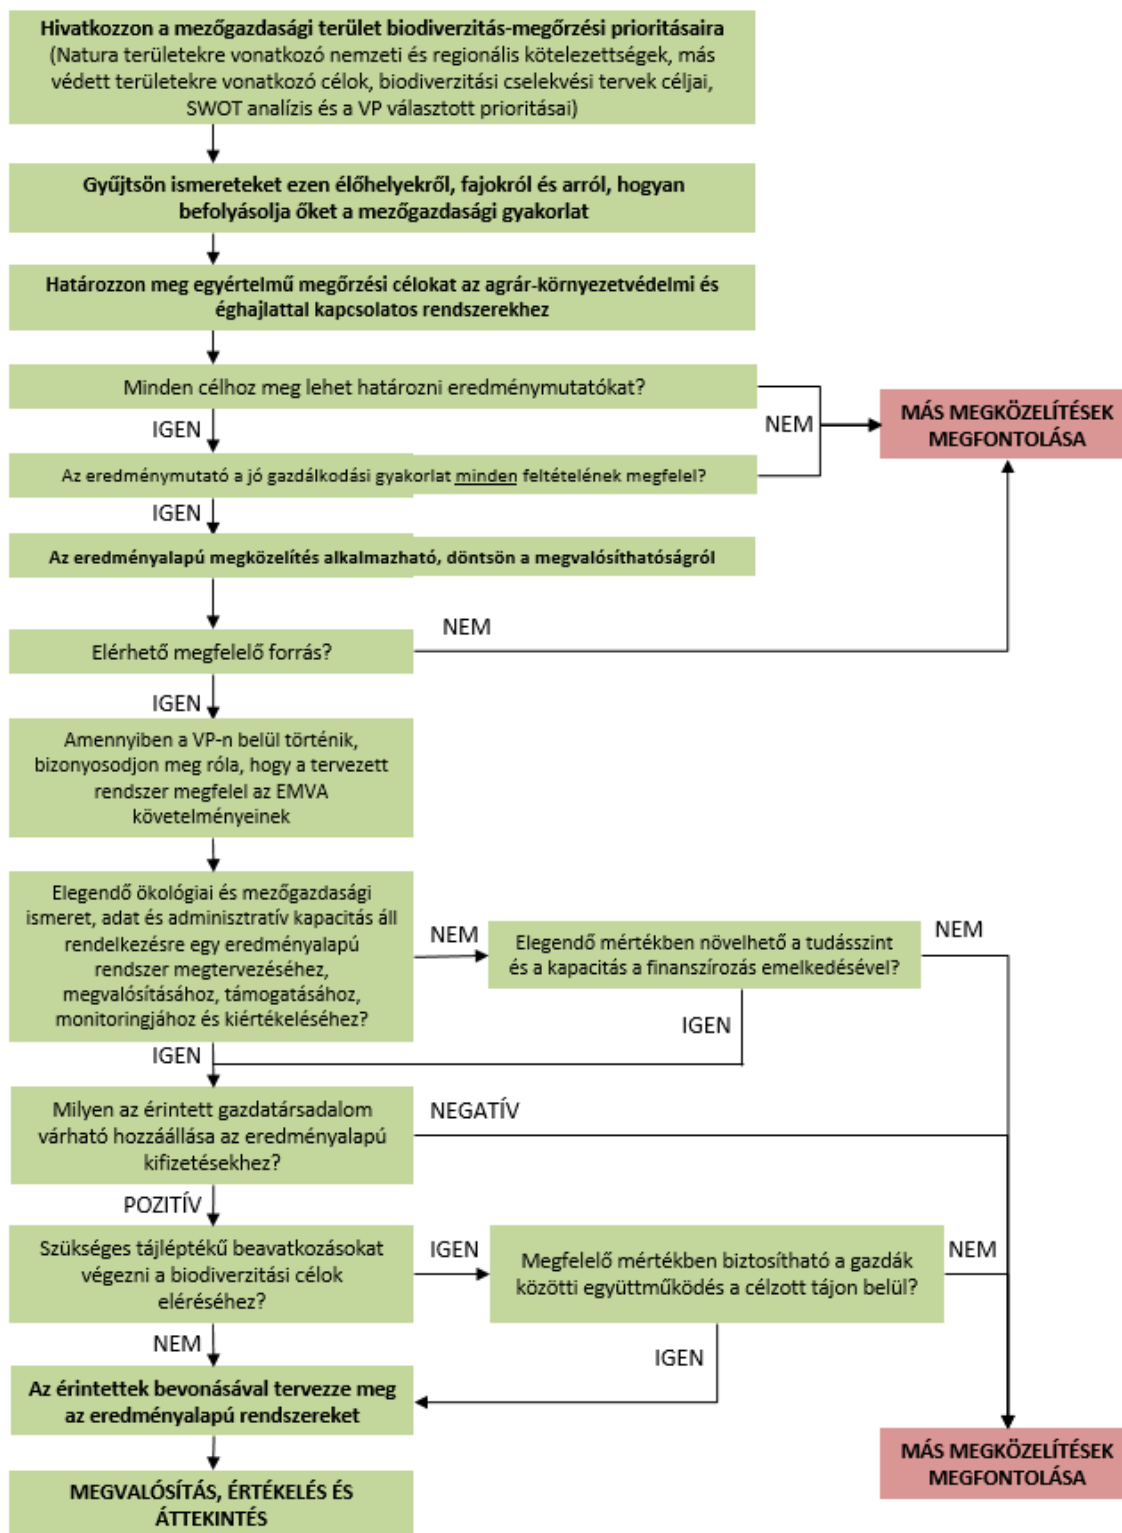 Hivatkozzon a mezőgazdasági terület biodiverzitás-megőrzési prioritásaira
(Natura területekre vonatkozó nemzeti és regionális kötelezettségek, más
védett területekre vonatkozó célok, biodiverzitási cselekvési tervek céljai,
SWOT analízis és a VP választott prioritásai)
Gyűjtsön ismereteket ezen élőhelyekről, fajokról és arról, hogyan
befolyásolja őket a mezőgazdasági gyakorlat
Határozzon meg egyértelmű megőrzési célokat az agrár-környezetvédelmi és
éghajlattal kapcsolatos rendszerekhez
Minden célhoz meg lehet határozni eredménymutatókat?
NEM
MÁS MEGKÖZELÍTÉSEK
MEGFONTOLÁSA
IGEN
Az eredménymutató a jó gazdálkodási gyakorlat minden feltételének megfelel?
IGEN
Az eredményalapú megközelítés alkalmazható, döntsön a megvalósíthatóságról
Elérhető megfelelő forrás?
NEM
IGEN
Amennyiben a VP-n belül történik,
bizonyosodjon meg róla, hogy a tervezett
rendszer megfelel az EMVA
követelményeinek
Elegendő ökológiai és mezőgazdasági
ismeret, adat és adminisztratív kapacitás áll
rendelkezésre egy eredményalapú
rendszer megtervezéséhez,
megvalósításához, támogatásához,
monitoringjához és kiértékeléséhez?
NEM
Elegendő mértékben növelhető a tudásszint
és a kapacitás a finanszírozás emelkedésével?
NEM
IGEN
IGEN
Milyen az érintett gazdatársadalom
várható hozzáállása az eredményalapú
kifizetésekhez?
NEGATÍV
POZITÍV
Szükséges tájléptékű beavatkozásokat
végezni a biodiverzitási célok
eléréséhez?
IGEN
Megfelelő mértékben biztosítható a gazdák
közötti együttműködés a célzott tájon belül?
NEM
NEM
IGEN
Az érintettek bevonásával tervezze meg
az eredményalapú rendszereket
MÁS MEGKÖZELÍTÉSEK
MEGFONTOLÁSA
MEGVALÓSÍTÁS, ÉRTÉKELÉS ÉS
ÁTTEKINTÉS